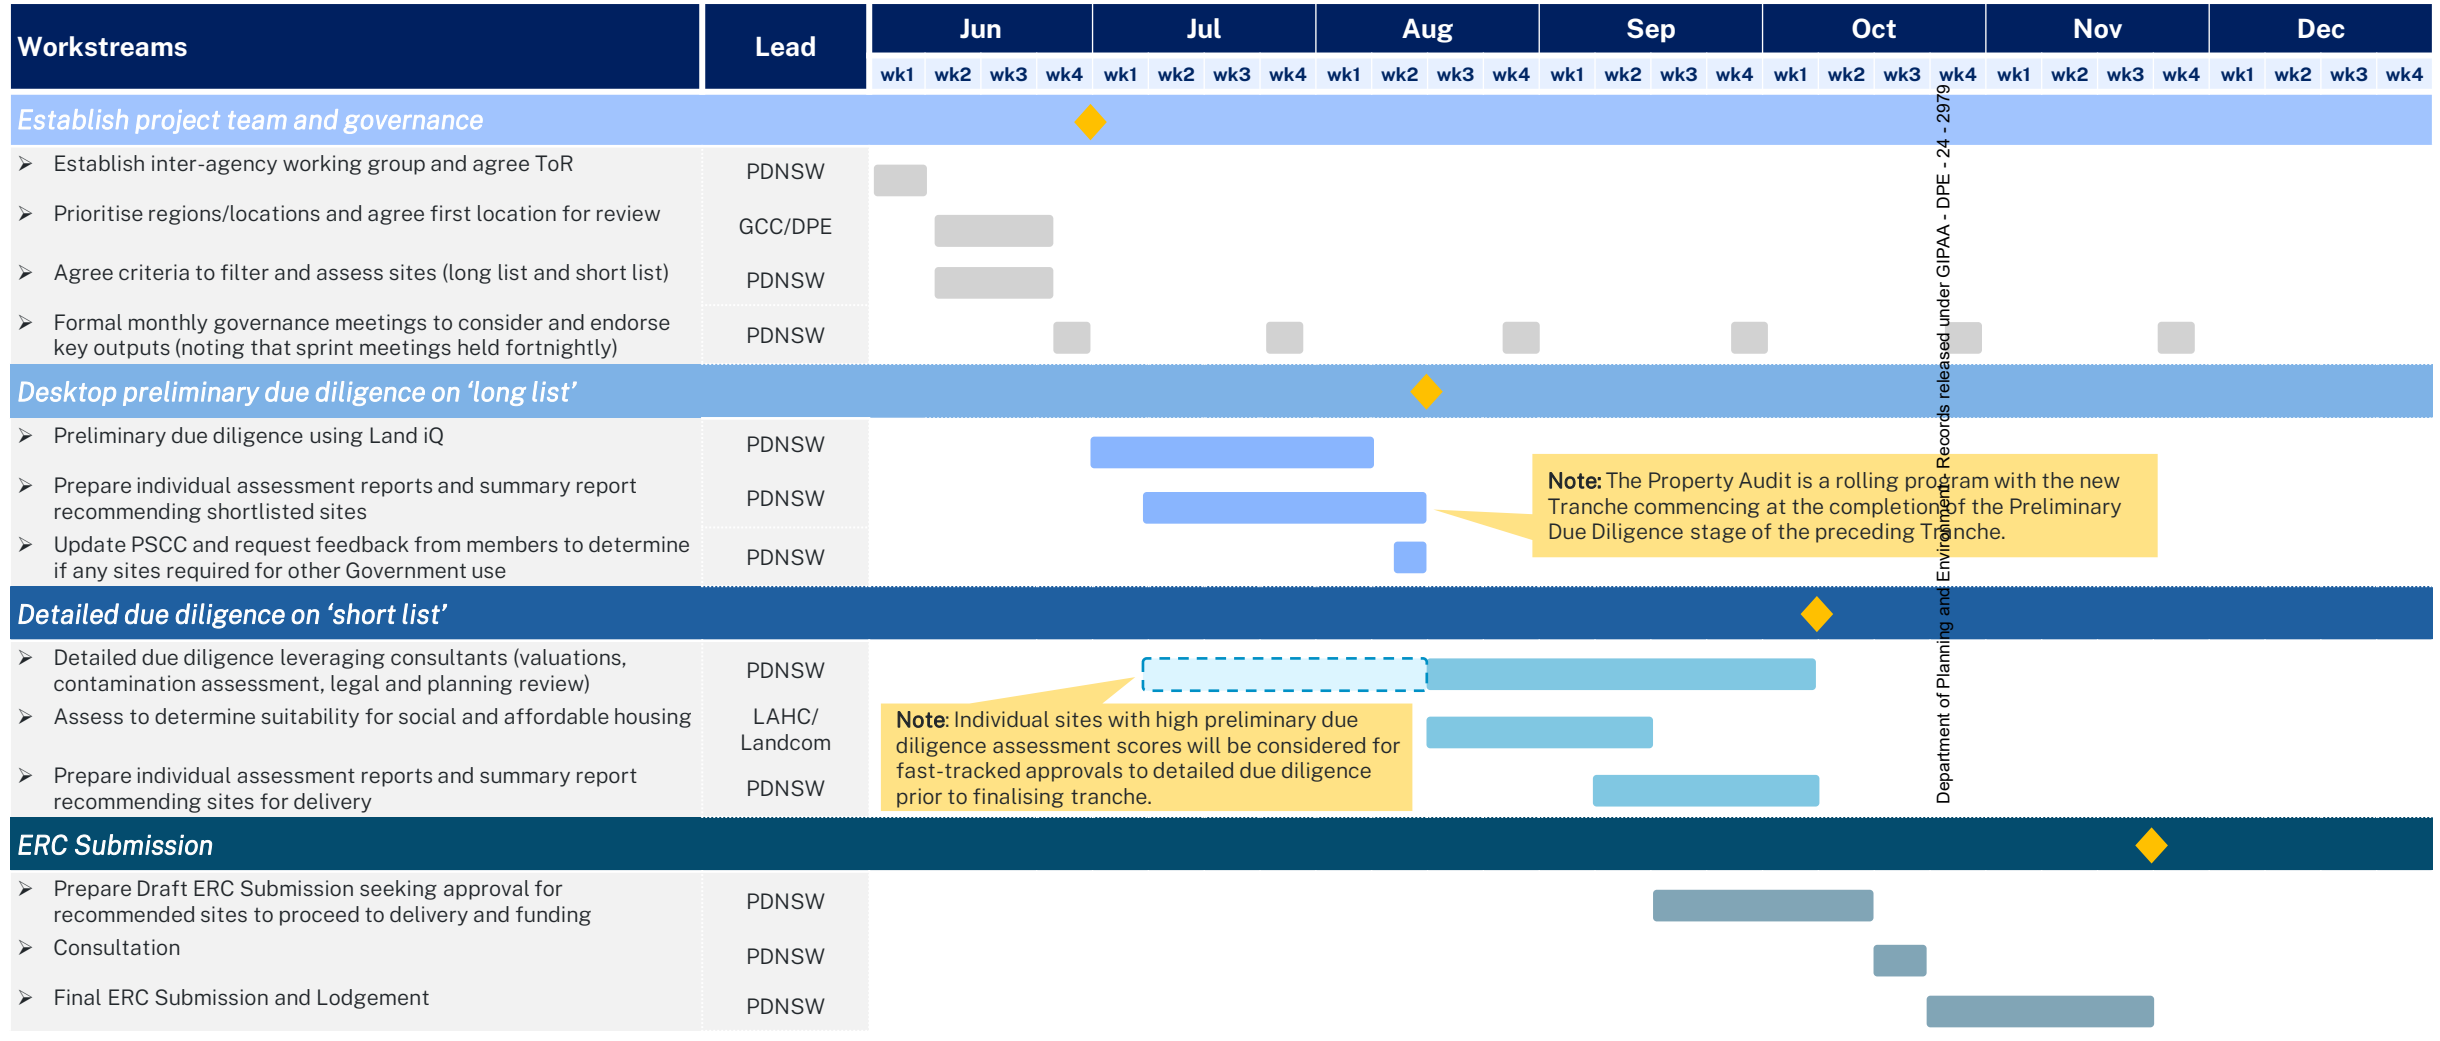 Workstreams
Lead
Jun Jul Aug Sep Oct Nov Dec
wk1 wk2 wk3 wk4 wk1 wk2 wk3 wk4 wk1 wk2 wk3 wk4 wk1 wk2 wk3 wk4 wk1 wk2 wk3 wk4 wk1 wk2 wk3 wk4 wk1 wk2 wk3 wk4
Establish project team and governance
➢ Establish inter-agency working group and agree ToR
PDNSW
➢ Prioritise regions/locations and agree first location for review
GCC/DPE
➢ Agree criteria to filter and assess sites (long list and short list)
PDNSW
➢ Formal monthly governance meetings to consider and endorse
key outputs (noting that sprint meetings held fortnightly)
PDNSW
Desktop preliminary due diligence on ‘long list’
➢ Preliminary due diligence using Land iQ
PDNSW
➢ Prepare individual assessment reports and summary report
recommending shortlisted sites
PDNSW
Note: The Property Audit is a rolling program with the new
Tranche commencing at the completion of the Preliminary
Due Diligence stage of the preceding Tranche.
➢ Update PSCC and request feedback from members to determine
if any sites required for other Government use
PDNSW
Detailed due diligence on ‘short list’
➢ Detailed due diligence leveraging consultants (valuations,
contamination assessment, legal and planning review)
PDNSW
➢ Assess to determine suitability for social and affordable housing
LAHC/
Landcom
Note: Individual sites with high preliminary due
diligence assessment scores will be considered for
fast-tracked approvals to detailed due diligence
prior to finalising tranche.
➢ Prepare individual assessment reports and summary report
recommending sites for delivery
PDNSW
ERC Submission
➢ Prepare Draft ERC Submission seeking approval for
recommended sites to proceed to delivery and funding
PDNSW
➢ Consultation
PDNSW
➢ Final ERC Submission and Lodgement
PDNSW
Department of Planning and Environment - Records released under GIPAA - DPE - 24 - 2979